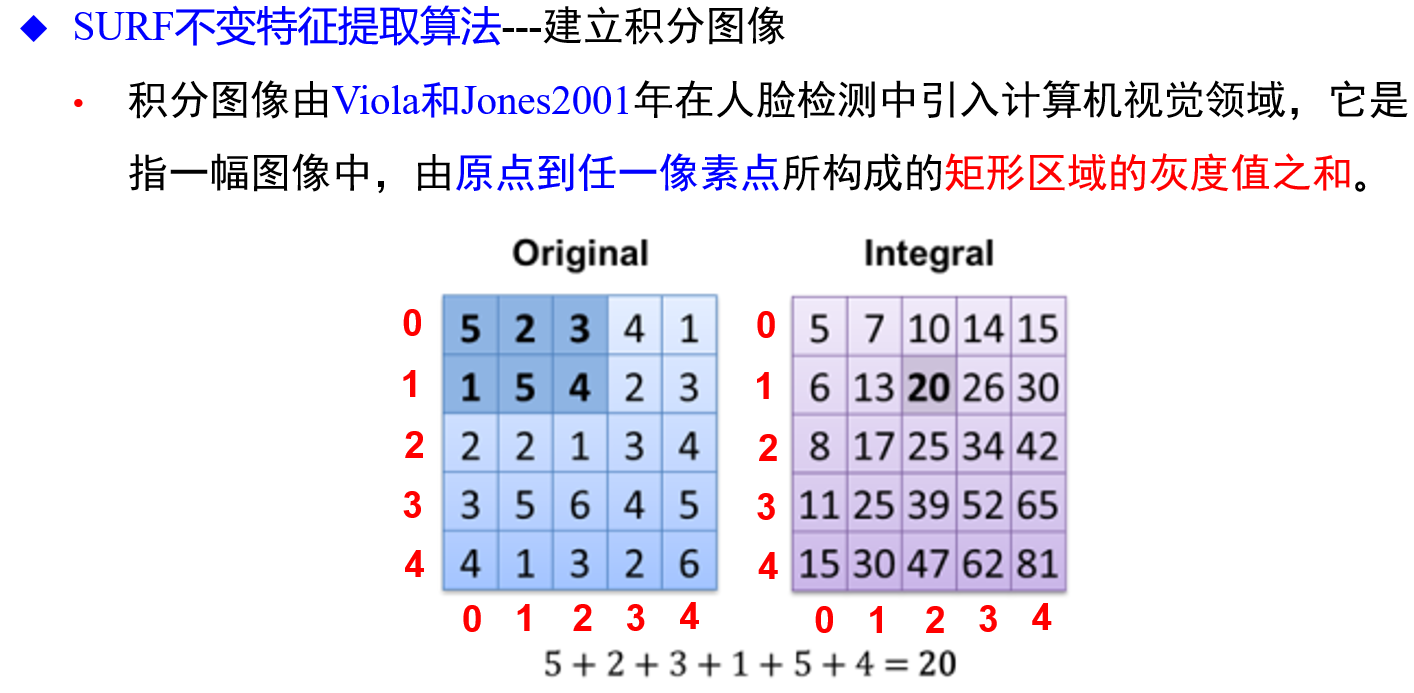 ◆ SURF不变特征提取算法---建立积分图像
• 积分图像由Viola和Jones2001年在人脸检测中引入计算机视觉领域，它是
指一幅图像中，由原点到任一像素点所构成的矩形区域的灰度值之和。
Original Integral
0 5 2 3 4 1 0 5 7 10 14 15
1 1 5 4 2 3 1 6 13 20 26 30
2 2 2 1 3 4 2 8 17 25 34 42
3 3 5 6 4 5 3 11 25 39 52 65
4 4 1 3 2 6 4 15 30 47 62 81
0 1 2 3 4 0 1 2 3 4
5 + 2 + 3 + 1 + 5 + 4 = 20